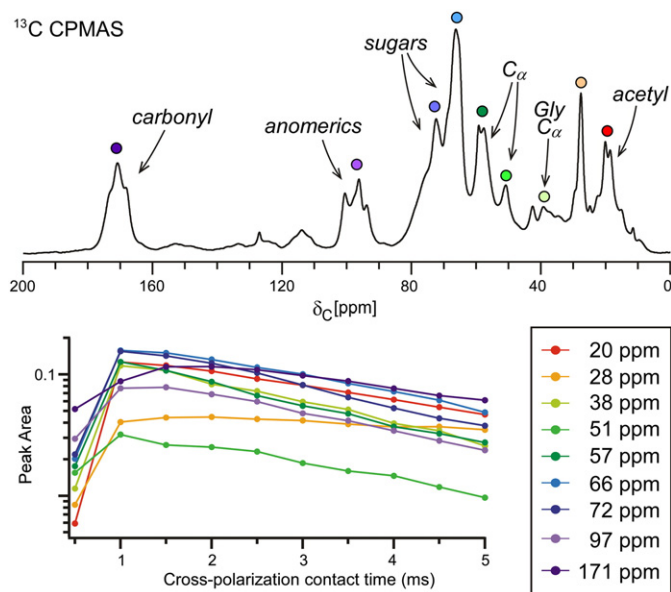 ¹³C CPMAS
sugars
Cα
carbonyl
anomerics
Gly
Cα
acetyl
200 160 120 80 40 0
δC[ppm]
0.1
Peak Area
1 2 3 4 5
Cross-polarization contact time (ms)
20 ppm
28 ppm
38 ppm
51 ppm
57 ppm
66 ppm
72 ppm
97 ppm
171 ppm